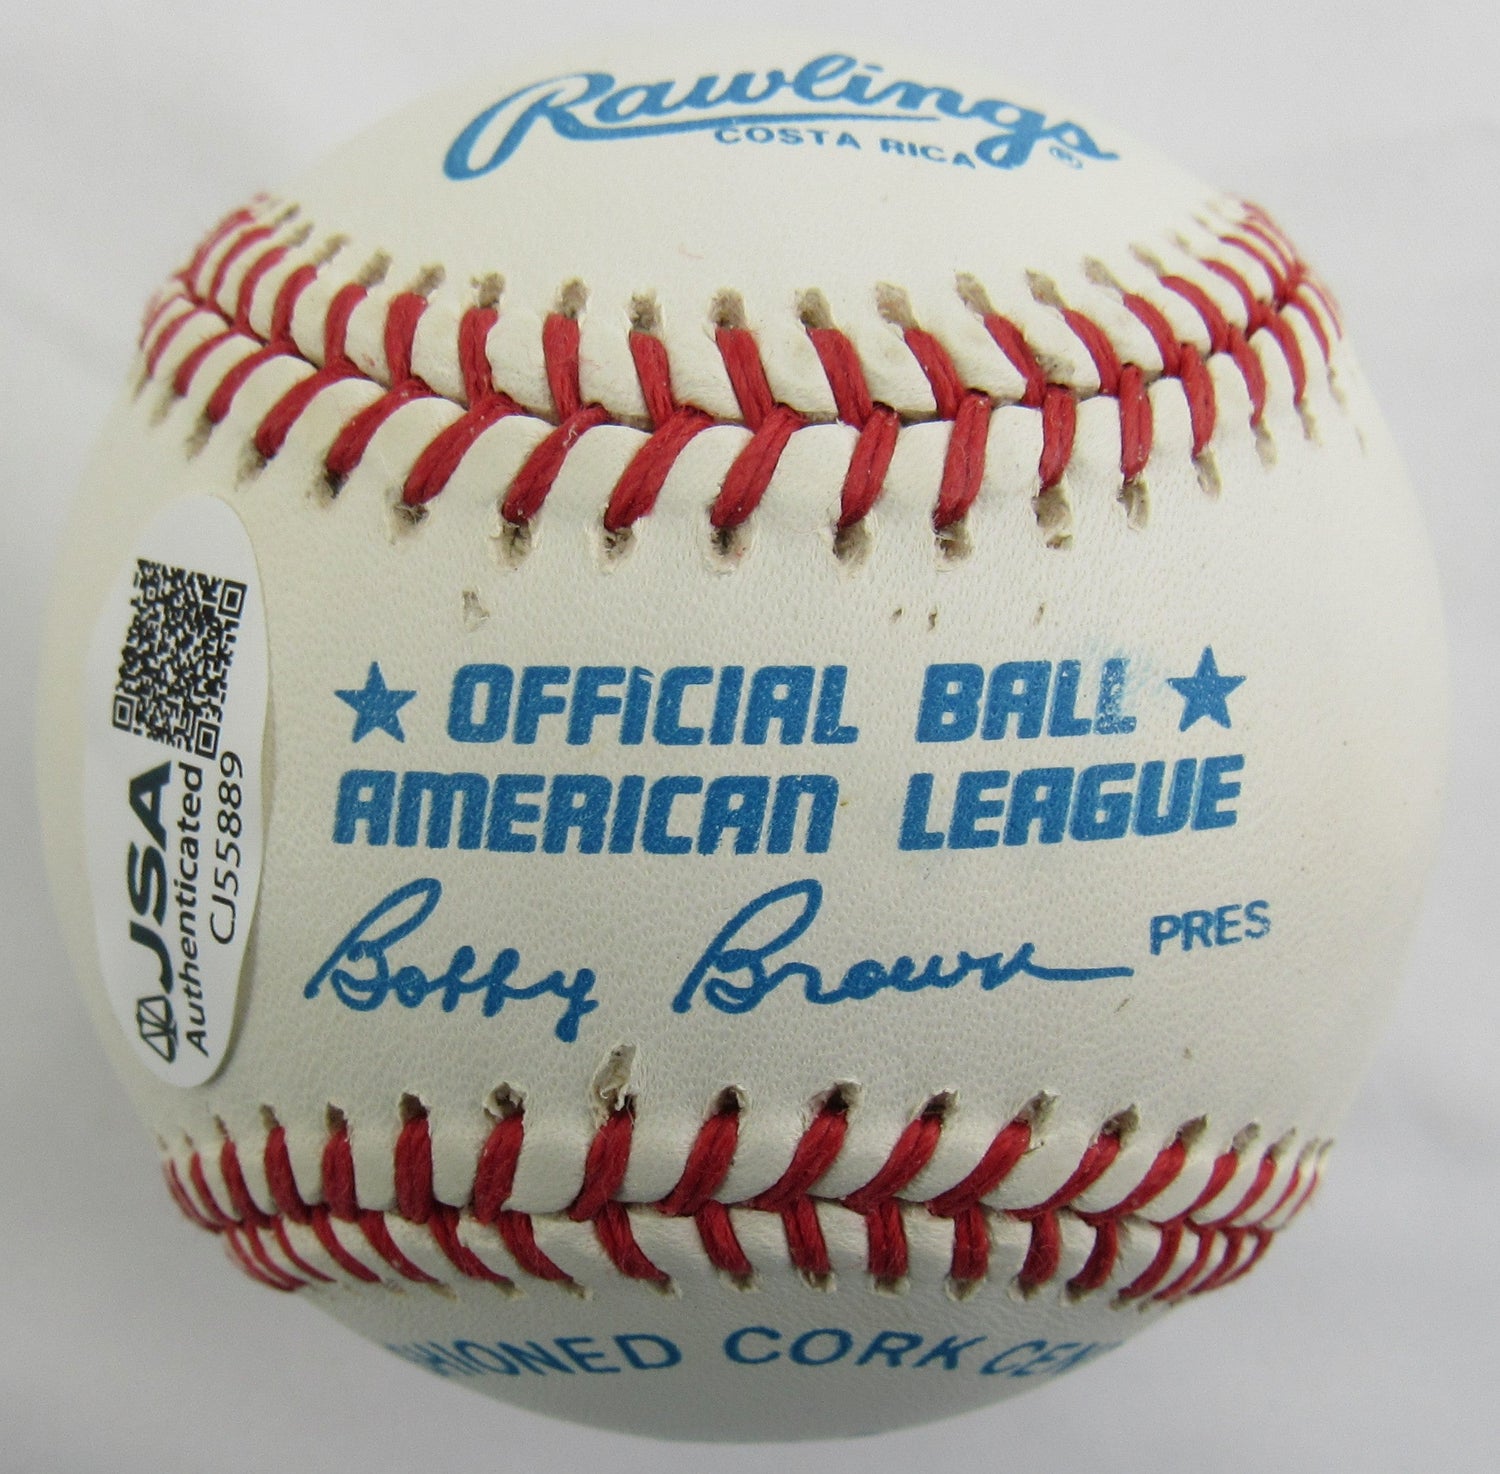 Rawlings ®
COSTA RICA
★ OFFICIAL BALL ★
AMERICAN LEAGUE
Bobby Brown PRES
CORK
JSA
Authenticated
CJ55889